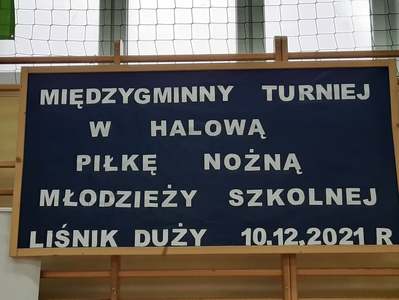 MIĘDZYGMINNY TURNIEJ
W HALOWĄ
PIŁKĘ NOŻNĄ
MŁODZIEŻY SZKOLNEJ
LIŚNIK DUŻY 10.12.2021 R